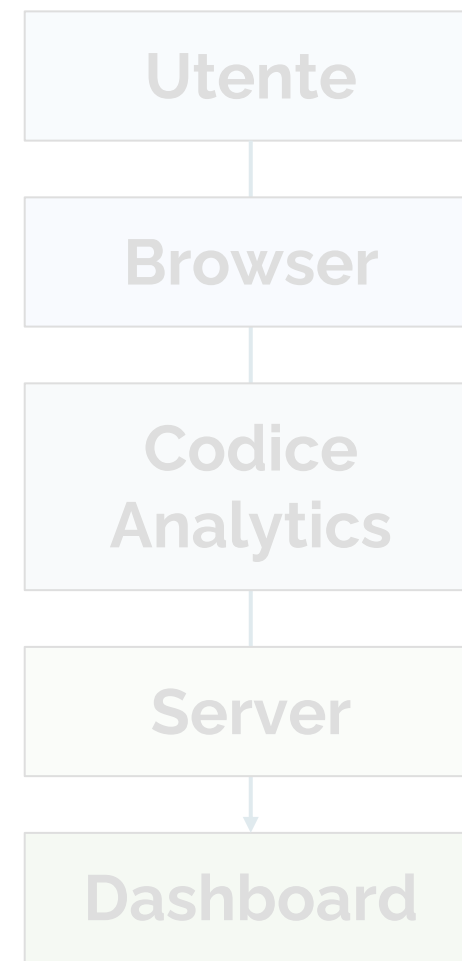 Utente
Browser
Codice
Analytics
Server
Dashboard